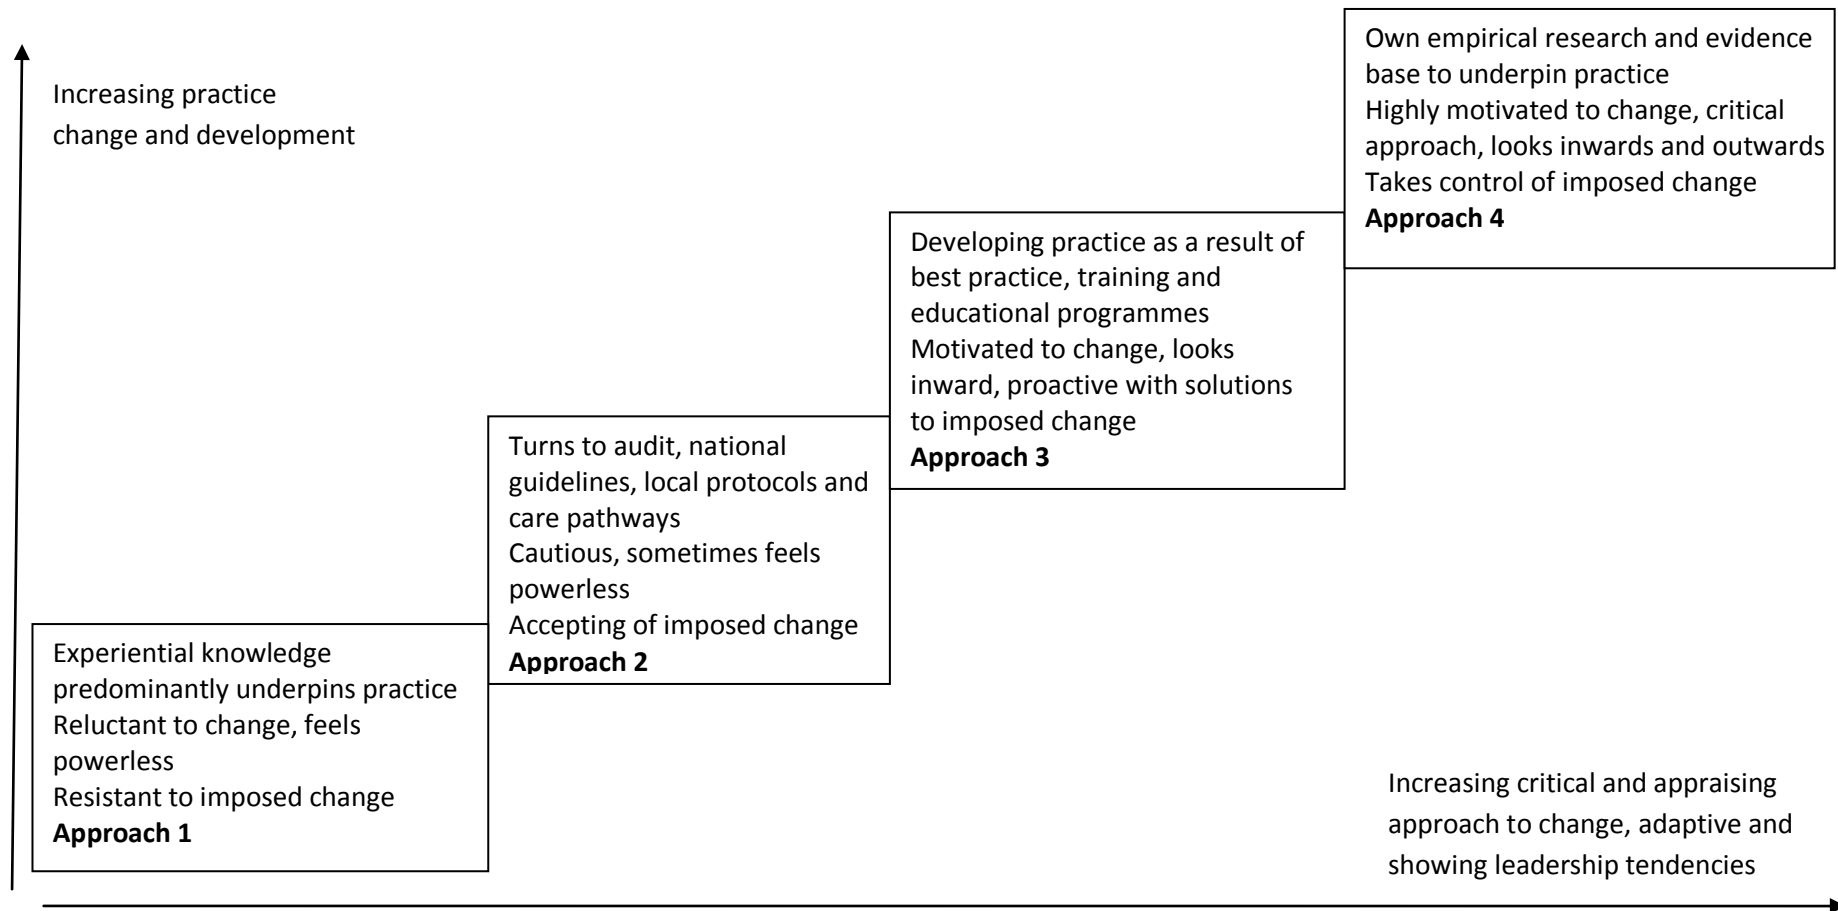 Increasing practice
change and development
Own empirical research and evidence
base to underpin practice
Highly motivated to change, critical
approach, looks inwards and outwards
Takes control of imposed change
Approach 4
Developing practice as a result of
best practice, training and
educational programmes
Motivated to change, looks
inward, proactive with solutions
to imposed change
Approach 3
Turns to audit, national
guidelines, local protocols and
care pathways
Cautious, sometimes feels
powerless
Accepting of imposed change
Approach 2
Experiential knowledge
predominantly underpins practice
Reluctant to change, feels
powerless
Resistant to imposed change
Approach 1
Increasing critical and appraising
approach to change, adaptive and
showing leadership tendencies